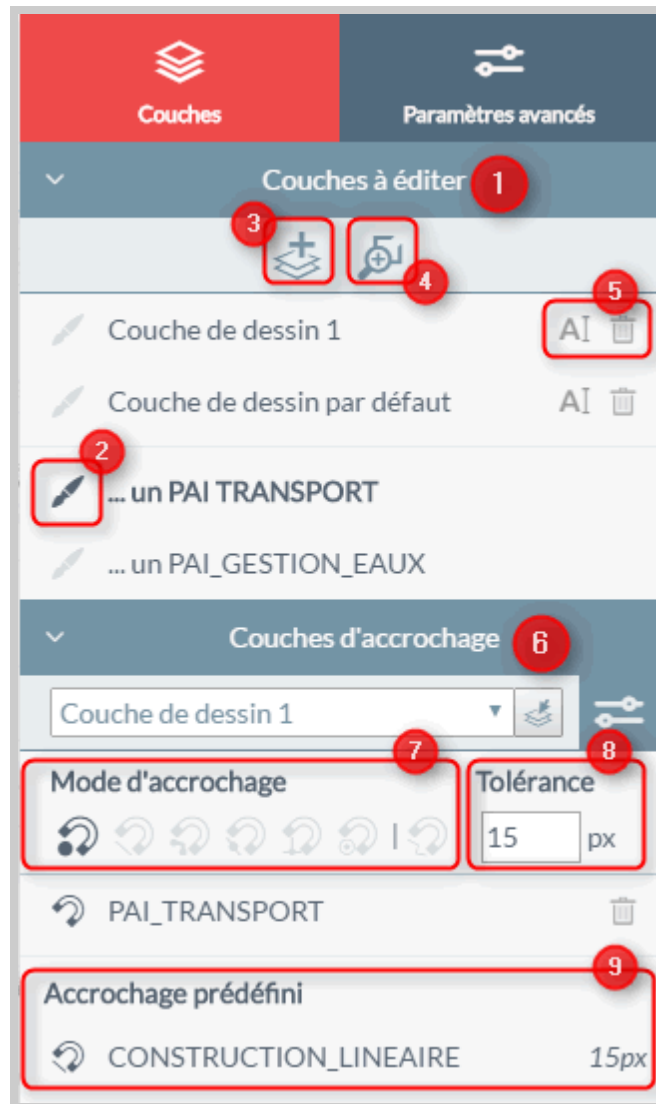 Couches
Paramètres avancés
Couches à éditer 1
3
4
5
Couche de dessin 1 AI
Couche de dessin par défaut AI
2
... un PAI TRANSPORT
... un PAI_GESTION_EAUX
Couches d'accrochage 6
Couche de dessin 1
7
8
Mode d'accrochage
Tolérance
15 px
PAI_TRANSPORT
9
Accrochage prédéfini
CONSTRUCTION_LINEAIRE 15px